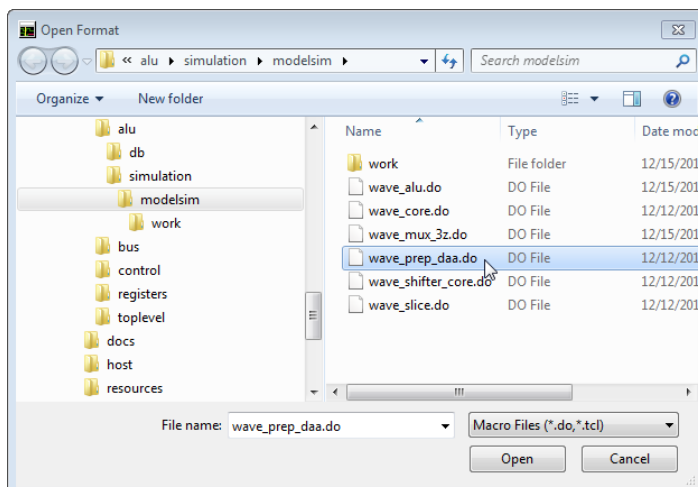 Open Format
« alu simulation modelsim
Search modelsim
Organize New folder
alu
db
simulation
modelsim
work
bus
control
registers
toplevel
docs
host
resources
Name Type Date mod
work File folder 12/15/201
wave_alu.do DO File 12/15/201
wave_core.do DO File 12/12/201
wave_mux_3z.do DO File 12/15/201
wave_prep_daa.do DO File 12/12/201
wave_shifter_core.do DO File 12/12/201
wave_slice.do DO File 12/12/201
File name: wave_prep_daa.do Macro Files (*.do,*.tcl)
Open Cancel